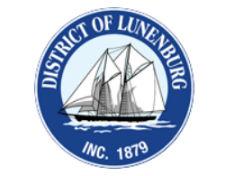 DISTRICT OF LUNENBURG
INC. 1879